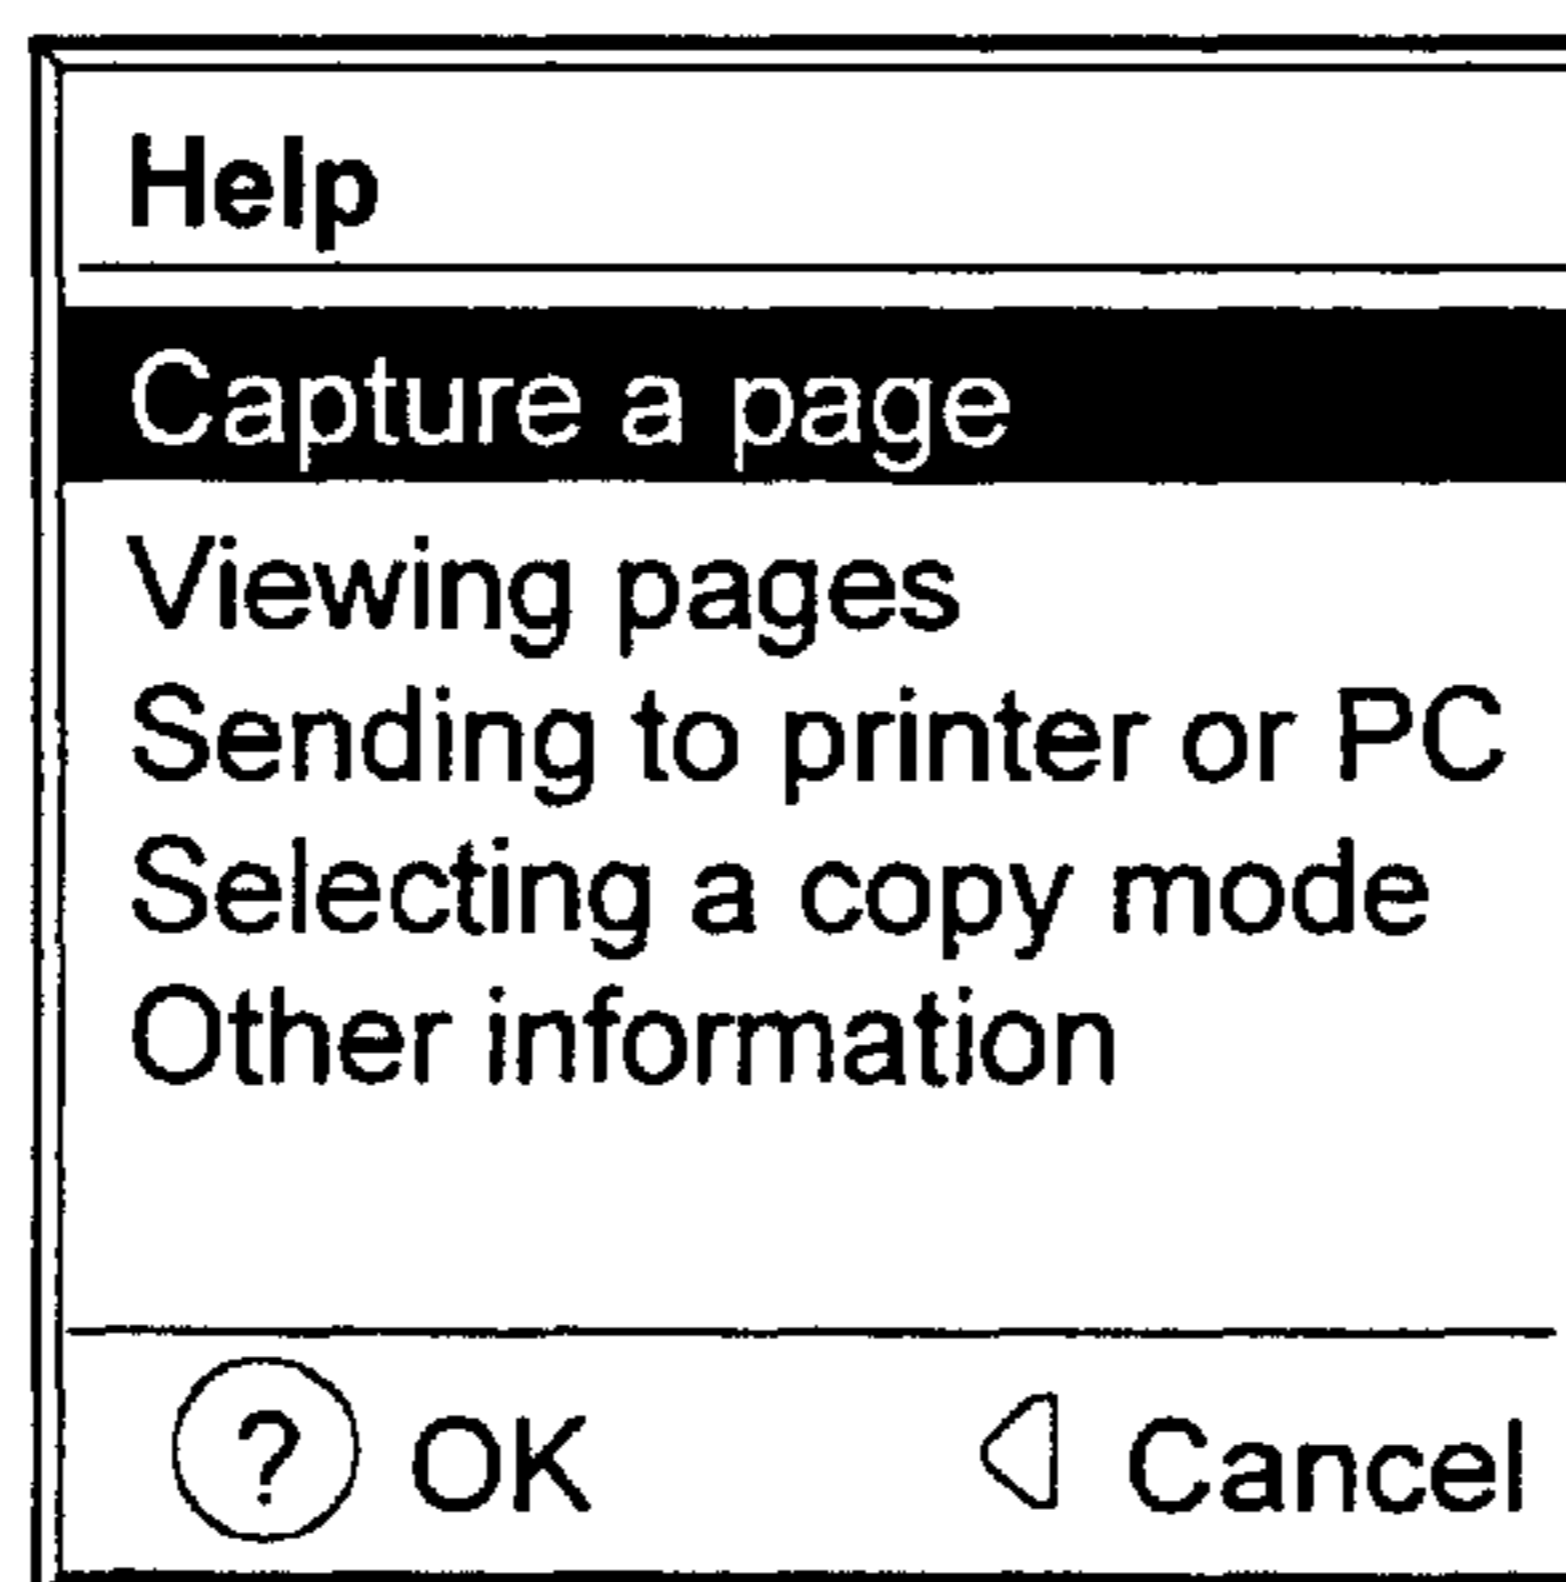 Help
Capture a page
Viewing pages
Sending to printer or PC
Selecting a copy mode
Other information
? OK Cancel